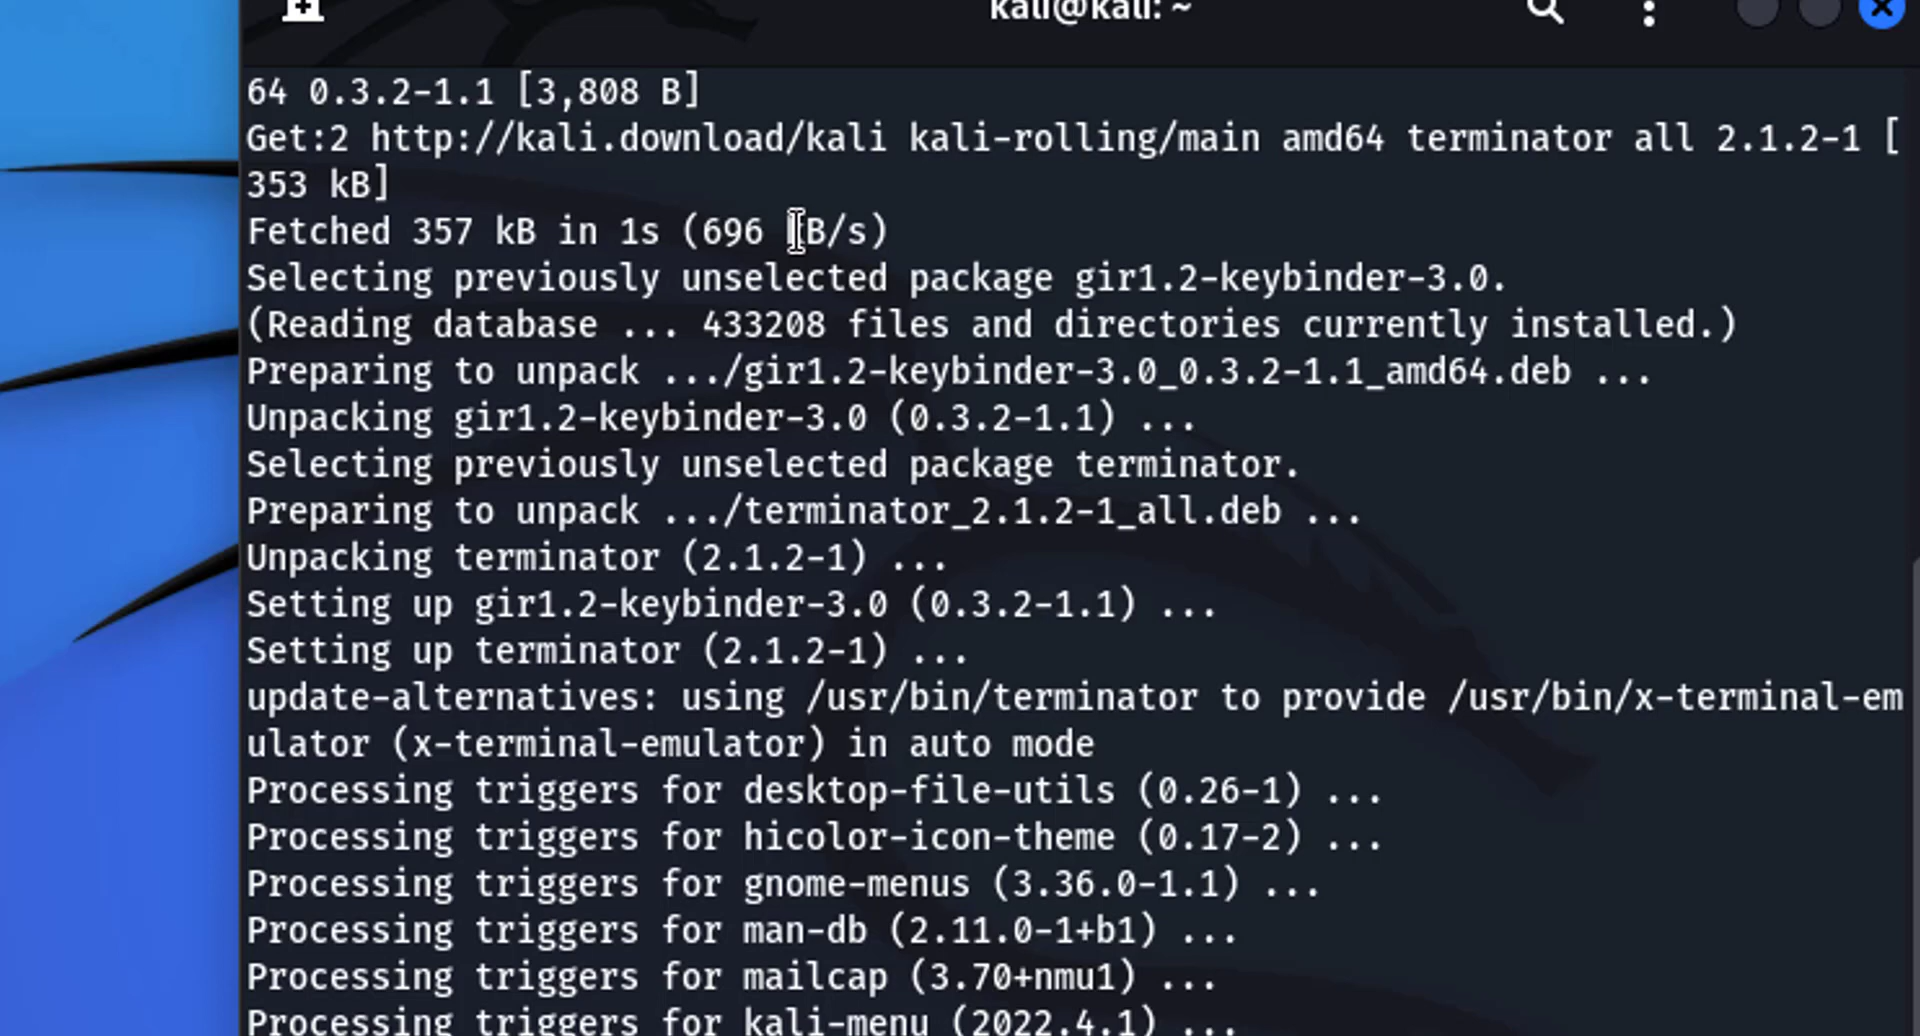 kali@kali: ~
64 0.3.2-1.1 [3,808 B]
Get:2 http://kali.download/kali kali-rolling/main amd64 terminator all 2.1.2-1 [
353 kB]
Fetched 357 kB in 1s (696 kB/s)
Selecting previously unselected package gir1.2-keybinder-3.0.
(Reading database ... 433208 files and directories currently installed.)
Preparing to unpack .../gir1.2-keybinder-3.0_0.3.2-1.1_amd64.deb ...
Unpacking gir1.2-keybinder-3.0 (0.3.2-1.1) ...
Selecting previously unselected package terminator.
Preparing to unpack .../terminator_2.1.2-1_all.deb ...
Unpacking terminator (2.1.2-1) ...
Setting up gir1.2-keybinder-3.0 (0.3.2-1.1) ...
Setting up terminator (2.1.2-1) ...
update-alternatives: using /usr/bin/terminator to provide /usr/bin/x-terminal-em
ulator (x-terminal-emulator) in auto mode
Processing triggers for desktop-file-utils (0.26-1) ...
Processing triggers for hicolor-icon-theme (0.17-2) ...
Processing triggers for gnome-menus (3.36.0-1.1) ...
Processing triggers for man-db (2.11.0-1+b1) ...
Processing triggers for mailcap (3.70+nmu1) ...
Processing triggers for kali-menu (2022.4.1) ...